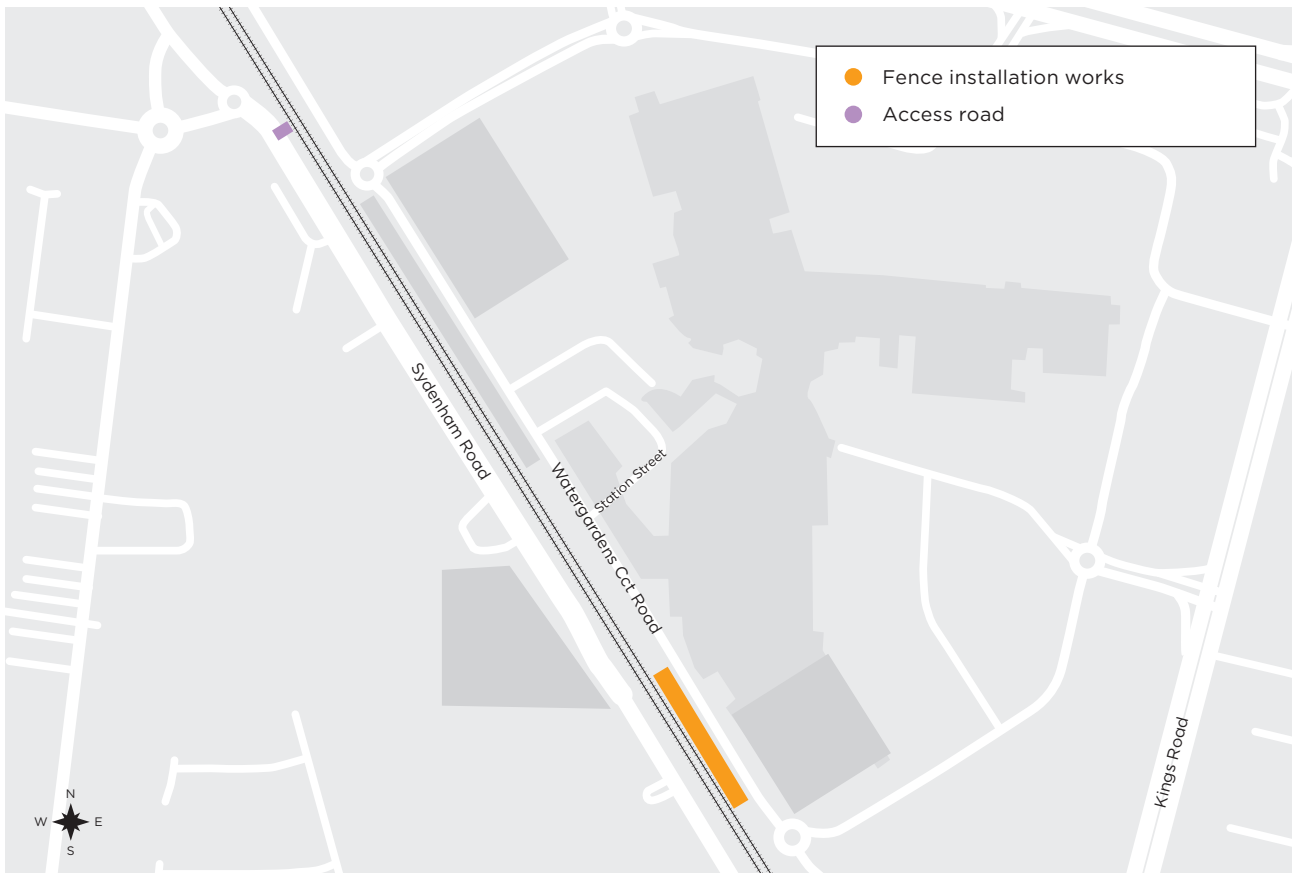 Fence installation works
Access road
Sydenham Road
Watergardens Cct Road
Station Street
Kings Road
N
W E
S